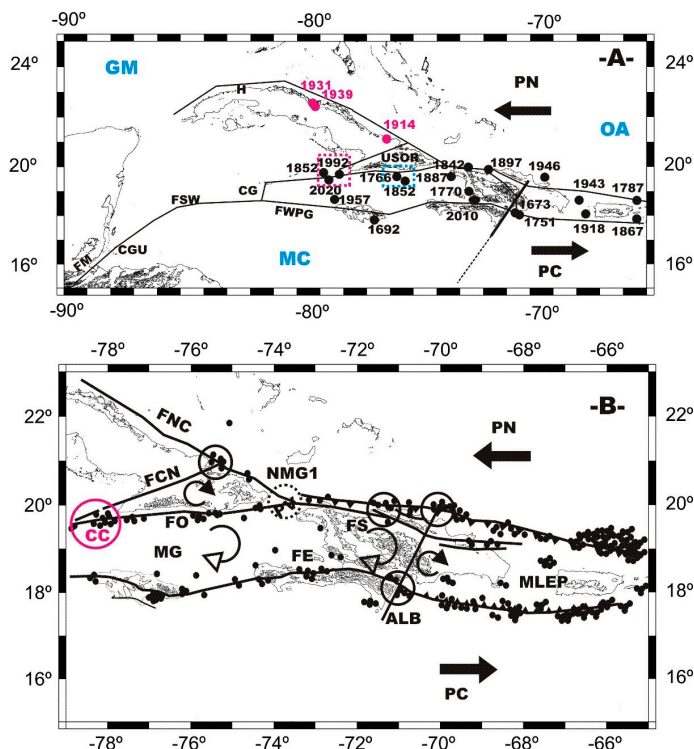 -90º -80º -70º
24º GM -A- 24º
1931
1939
H PN
1914 OA
USOR
20º 1992 1842 1897 1946 20º
1852
1766 1887
2020 1852 1770 1943 1787
CG
FSW 1957 1673
FWPG 2010 1751
1692 1918 1867
CGU
FM MC PC
16º 16º
-90º -80º -70º
-78º -76º -74º -72º -70º -68º -66º
-B-
22º FNC PN 22º
FCN NMG1
20º 20º
CC FO FS
MG FE
18º MLEP 18º
ALB
16º PC 16º
-78º -76º -74º -72º -70º -68º -66º